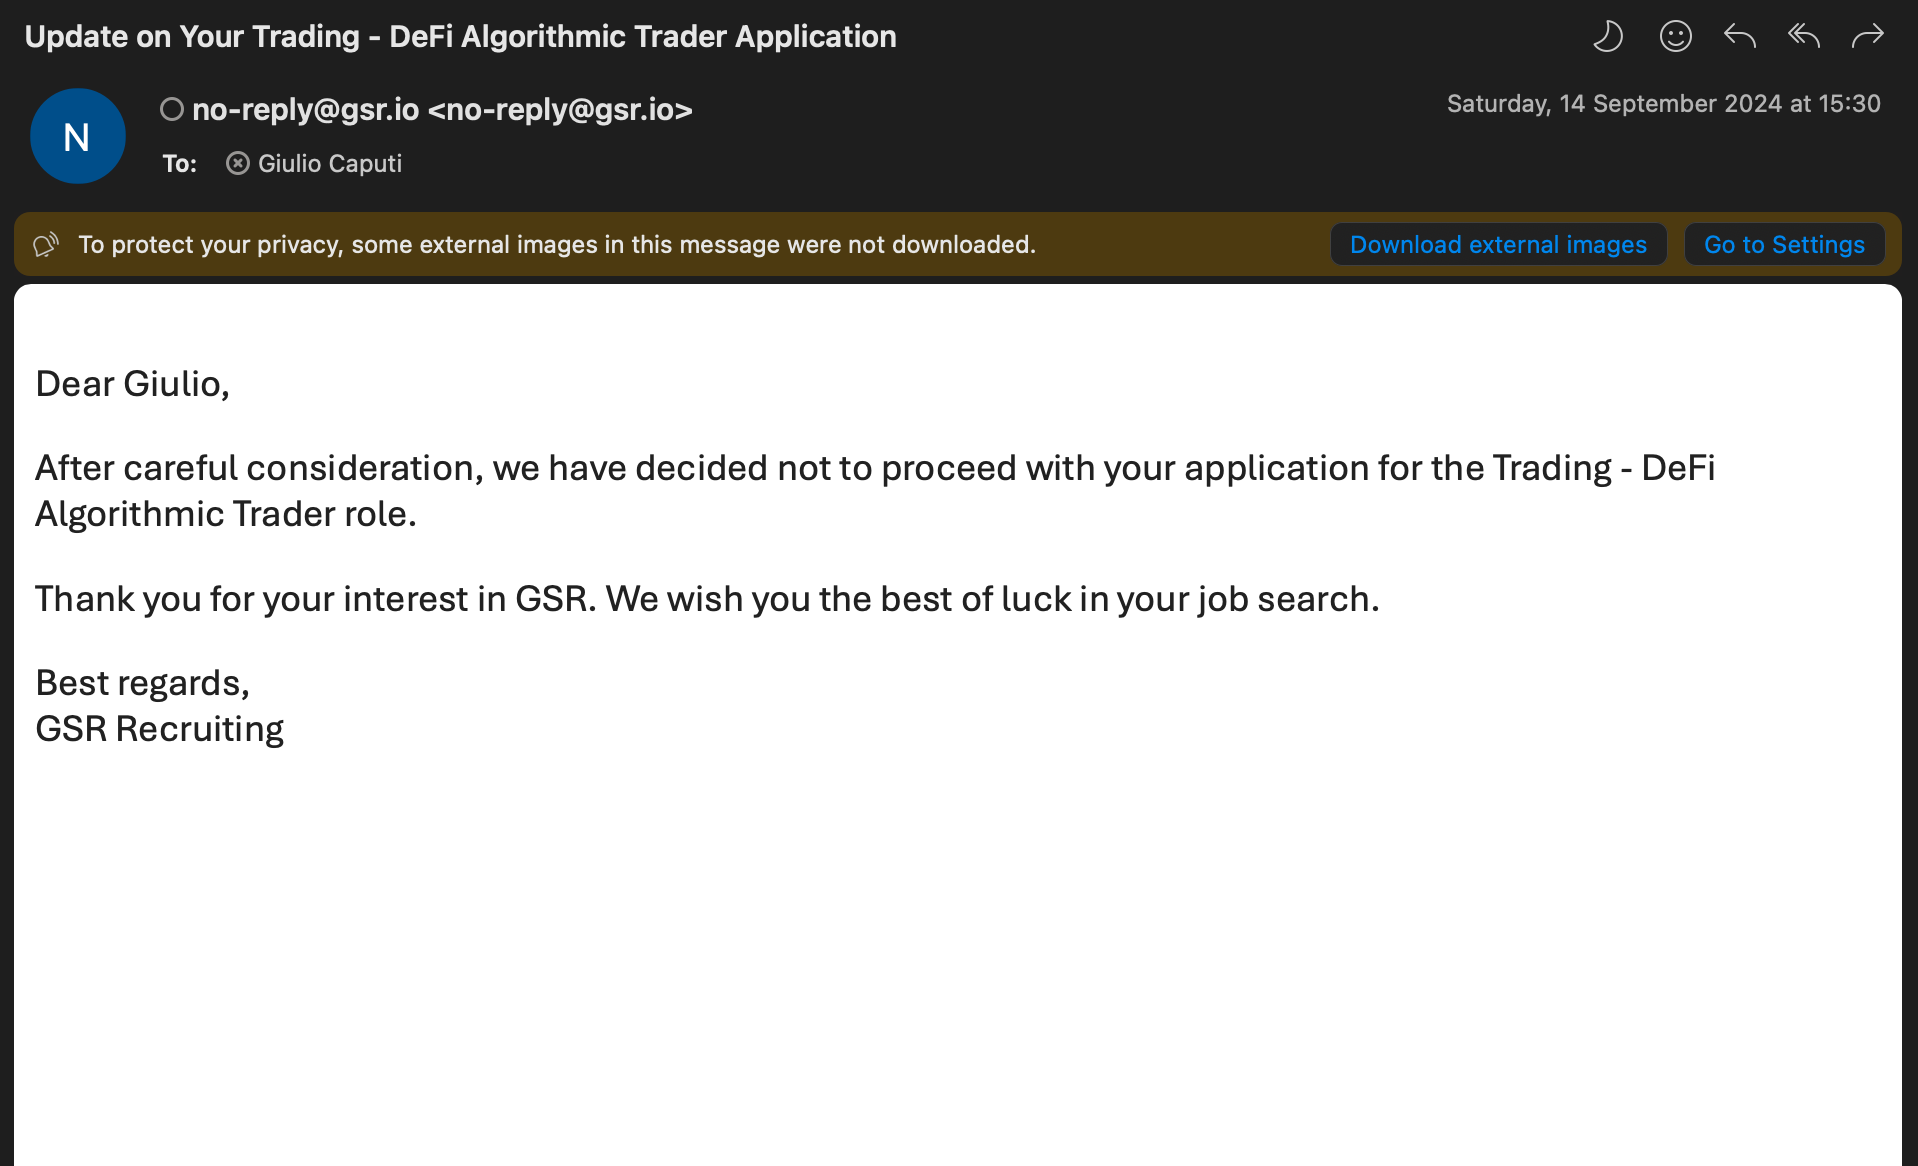 Update on Your Trading - DeFi Algorithmic Trader Application
N
no-reply@gsr.io <no-reply@gsr.io>
Saturday, 14 September 2024 at 15:30
To: Giulio Caputi
To protect your privacy, some external images in this message were not downloaded.
Download external images
Go to Settings
Dear Giulio,
After careful consideration, we have decided not to proceed with your application for the Trading - DeFi
Algorithmic Trader role.
Thank you for your interest in GSR. We wish you the best of luck in your job search.
Best regards,
GSR Recruiting